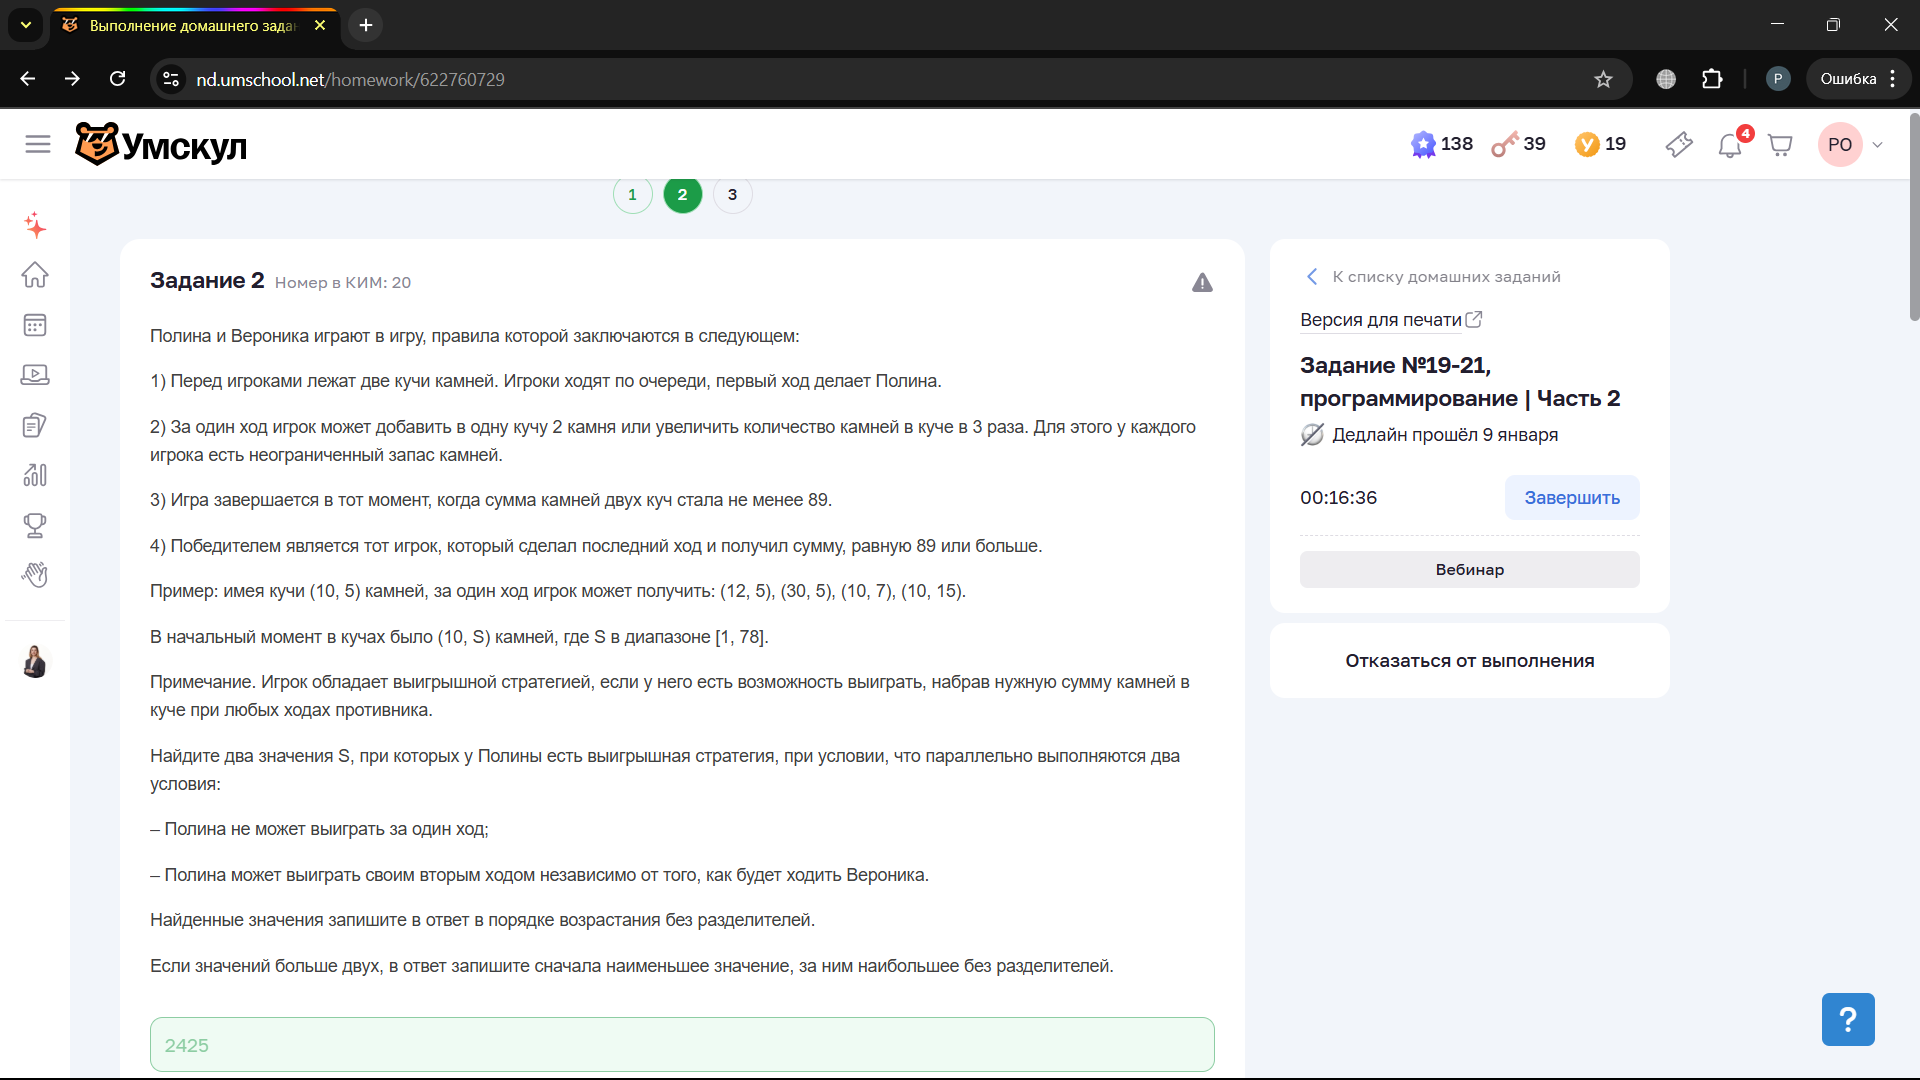 Выполнение домашнего зада
nd.umschool.net/homework/622760729
P
Ошибка
Умскул
138
39
У
19
4
РО
1
2
3
Задание 2 Номер в КИМ: 20
Полина и Вероника играют в игру, правила которой заключаются в следующем:
1) Перед игроками лежат две кучи камней. Игроки ходят по очереди, первый ход делает Полина.
2) За один ход игрок может добавить в одну кучу 2 камня или увеличить количество камней в куче в 3 раза. Для этого у каждого
игрока есть неограниченный запас камней.
3) Игра завершается в тот момент, когда сумма камней двух куч стала не менее 89.
4) Победителем является тот игрок, который сделал последний ход и получил сумму, равную 89 или больше.
Пример: имея кучи (10, 5) камней, за один ход игрок может получить: (12, 5), (30, 5), (10, 7), (10, 15).
В начальный момент в кучах было (10, S) камней, где S в диапазоне [1, 78].
Примечание. Игрок обладает выигрышной стратегией, если у него есть возможность выиграть, набрав нужную сумму камней в
куче при любых ходах противника.
Найдите два значения S, при которых у Полины есть выигрышная стратегия, при условии, что параллельно выполняются два
условия:
– Полина не может выиграть за один ход;
– Полина может выиграть своим вторым ходом независимо от того, как будет ходить Вероника.
Найденные значения запишите в ответ в порядке возрастания без разделителей.
Если значений больше двух, в ответ запишите сначала наименьшее значение, за ним наибольшее без разделителей.
2425
К списку домашних заданий
Версия для печати
Задание №19-21,
программирование | Часть 2
Дедлайн прошёл 9 января
00:16:36
Завершить
Вебинар
Отказаться от выполнения
?